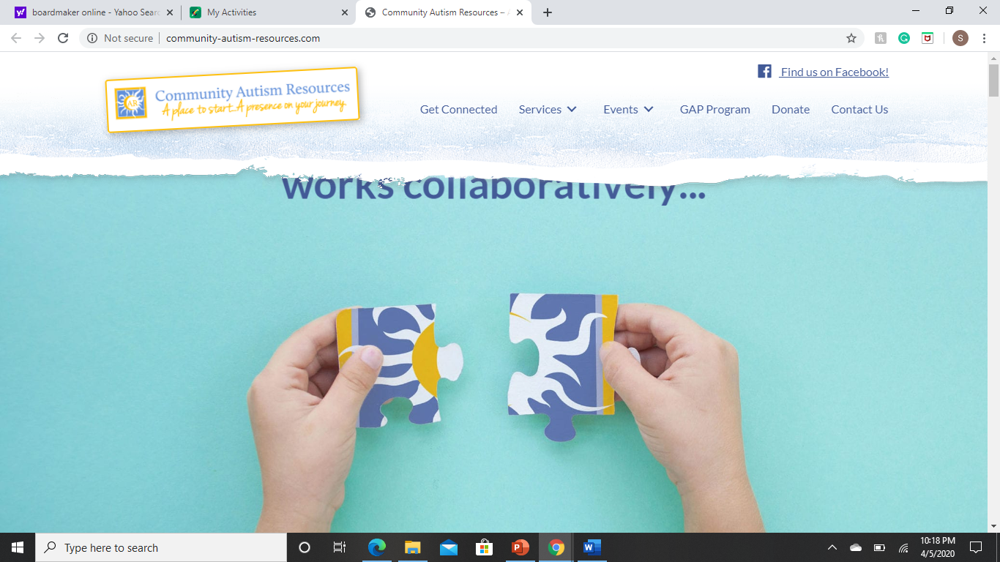 boardmaker online - Yahoo Sear
My Activities
Community Autism Resources –
Not secure
community-autism-resources.com
S
Find us on Facebook!
Community Autism Resources
A place to start...A presence on your journey.
Get Connected
Services
Events
GAP Program
Donate
Contact Us
works collaboratively...
Type here to search
10:18 PM
4/5/2020